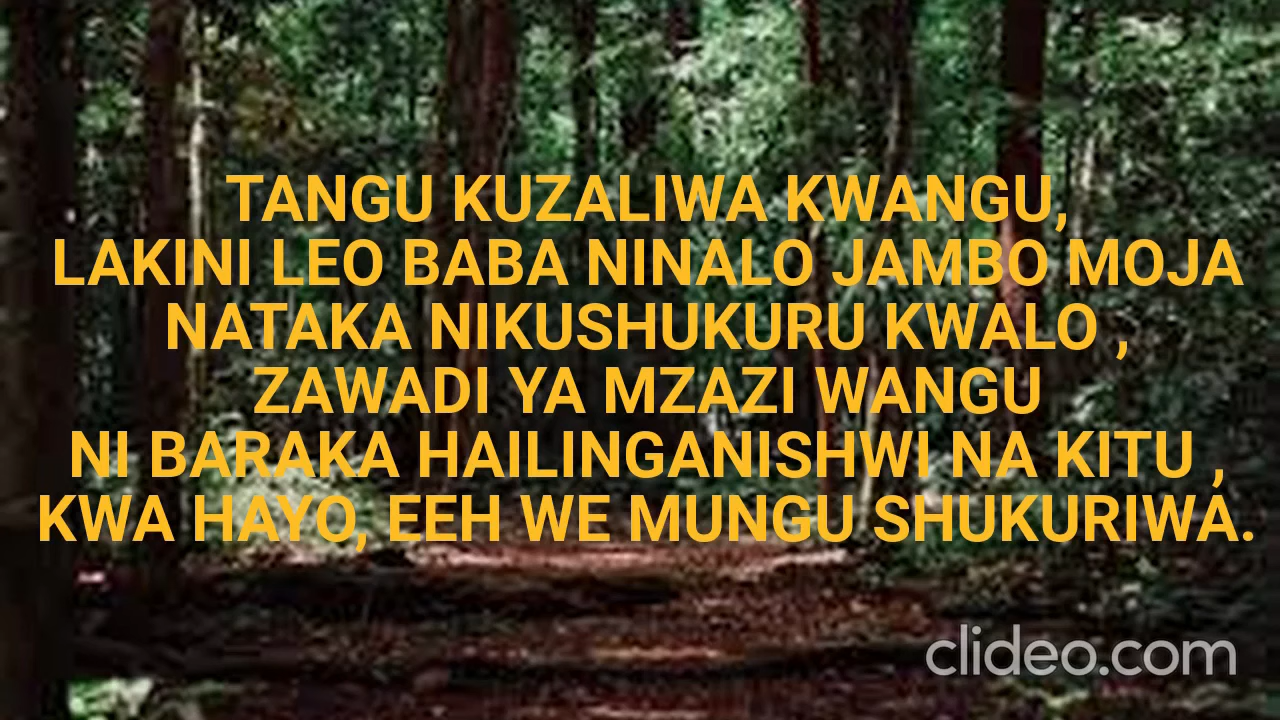 TANGU KUZALIWA KWANGU,
LAKINI LEO BABA NINALO JAMBO MOJA
NATAKA NIKUSHUKURU KWALO ,
ZAWADI YA MZAZI WANGU
NI BARAKA HAILINGANISHWI NA KITU ,
KWA HAYO, EEH WE MUNGU SHUKURIWA.
clideo.com